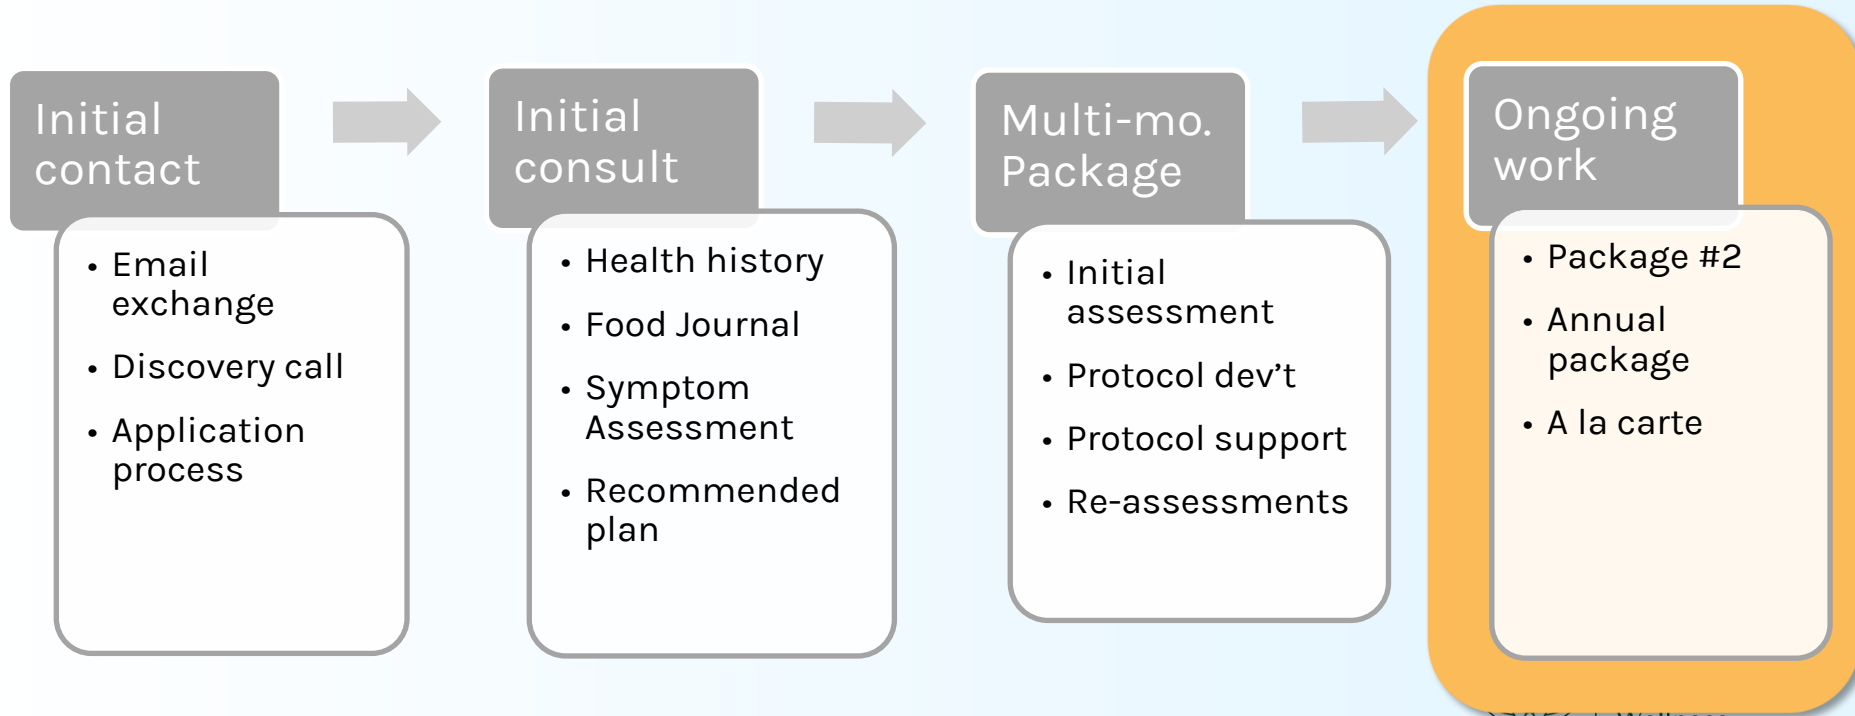 Initial
contact
• Email
exchange
• Discovery call
• Application
process
Initial
consult
• Health history
• Food Journal
• Symptom
Assessment
• Recommended
plan
Multi-mo.
Package
• Initial
assessment
• Protocol dev’t
• Protocol support
• Re-assessments
Ongoing
work
• Package #2
• Annual
package
• A la carte